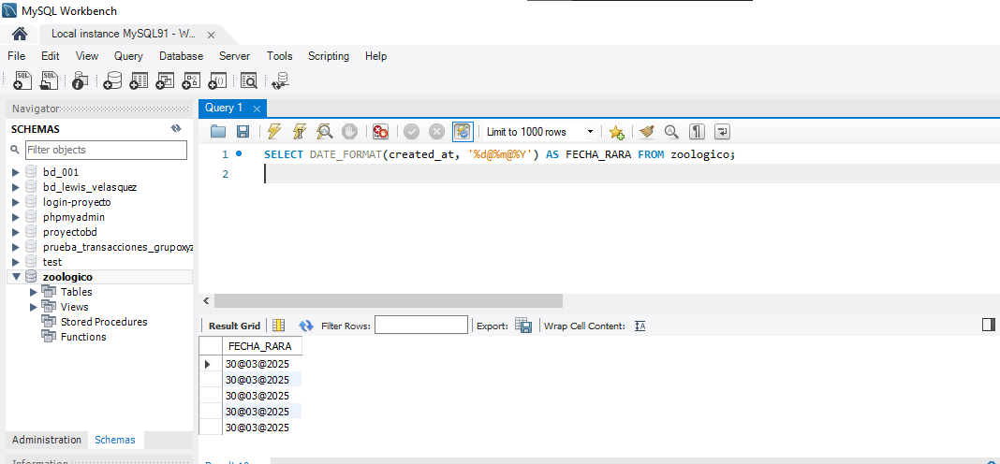 MySQL Workbench
Local instance MySQL91 - W... ×
File Edit View Query Database Server Tools Scripting Help
Navigator
Query 1 ×
SCHEMAS
Filter objects
Limit to 1000 rows
bd_001
bd_lewis_velasquez
login-proyecto
phpmyadmin
proyectobd
prueba_transacciones_grupoxyz
test
zoologico
Tables
Views
Stored Procedures
Functions
1 SELECT DATE_FORMAT(created_at, '%d@%m@%Y') AS FECHA_RARA FROM zoologico;
2
Result Grid Filter Rows: Export: Wrap Cell Content:
FECHA_RARA
30@03@2025
30@03@2025
30@03@2025
30@03@2025
30@03@2025
Administration Schemas
Information